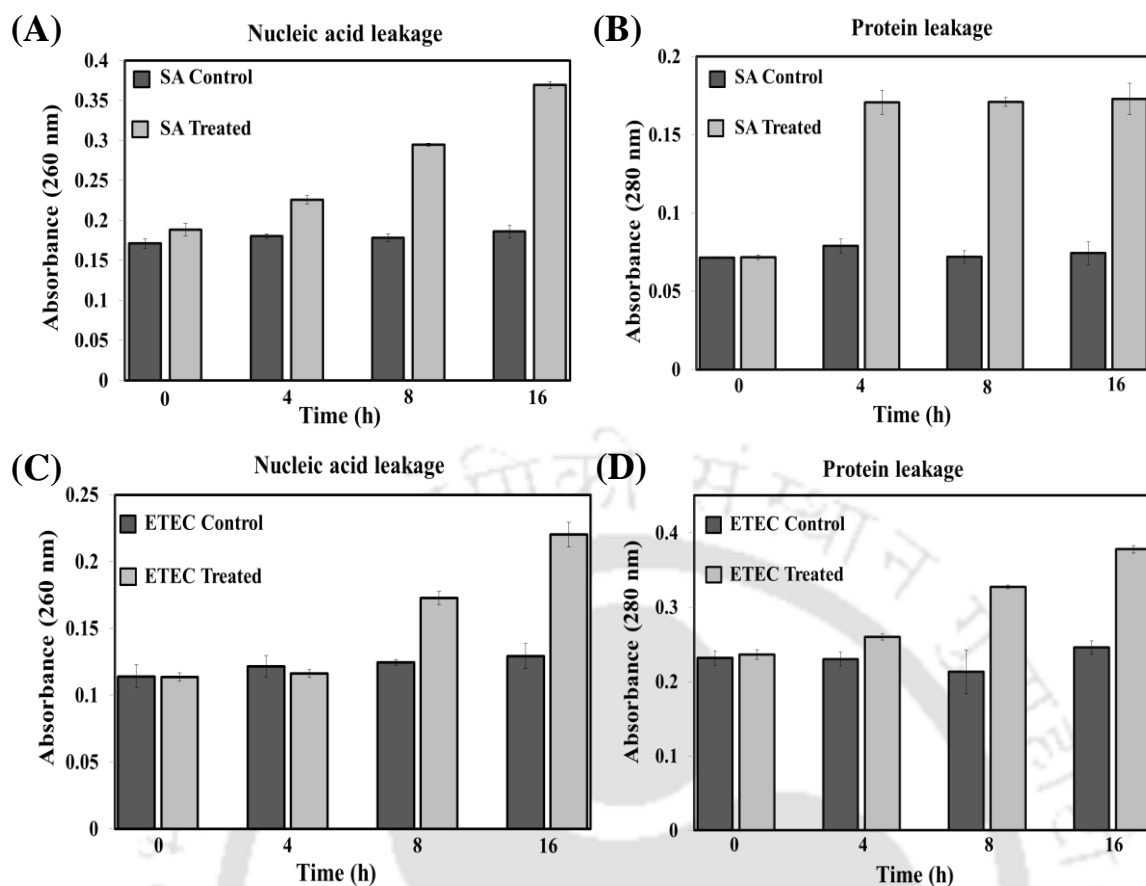 (A)
Nucleic acid leakage
SA Control
SA Treated
Absorbance (260 nm)
0.4
0.35
0.3
0.25
0.2
0.15
0.1
0.05
0
0 4 8 16
Time (h)
(B)
Protein leakage
SA Control
SA Treated
Absorbance (280 nm)
0.2
0.15
0.1
0.05
0
0 4 8 16
Time (h)
(C)
Nucleic acid leakage
ETEC Control
ETEC Treated
Absorbance (260 nm)
0.25
0.2
0.15
0.1
0.05
0
0 4 8 16
Time (h)
(D)
Protein leakage
ETEC Control
ETEC Treated
Absorbance (280 nm)
0.4
0.3
0.2
0.1
0
0 4 8 16
Time (h)